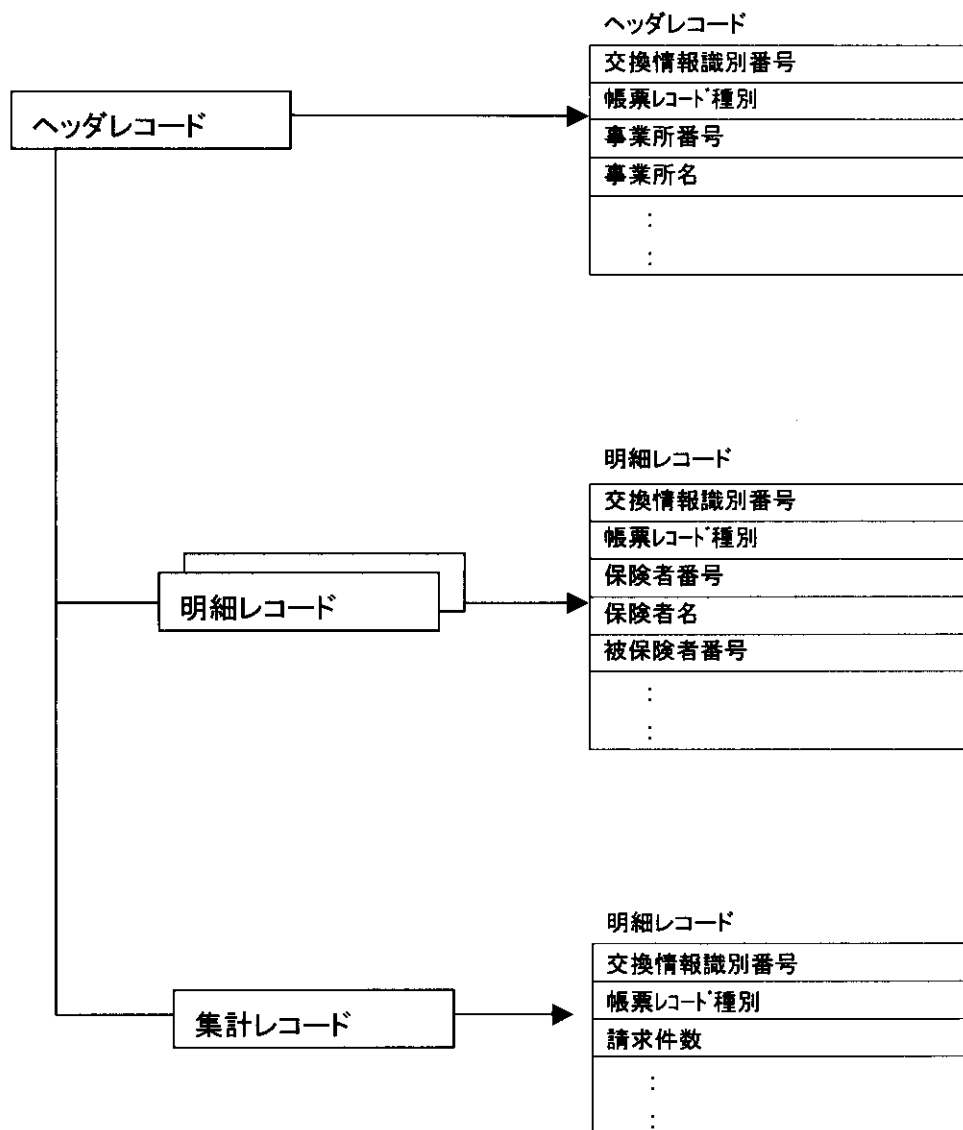 ヘッダレコード
ヘッダレコード
交換情報識別番号
帳票ﾚｺｰﾄﾞ種別
事業所番号
事業所名
:
:
明細レコード
明細レコード
交換情報識別番号
帳票ﾚｺｰﾄﾞ種別
保険者番号
保険者名
被保険者番号
:
:
集計レコード
明細レコード
交換情報識別番号
帳票ﾚｺｰﾄﾞ種別
請求件数
:
: